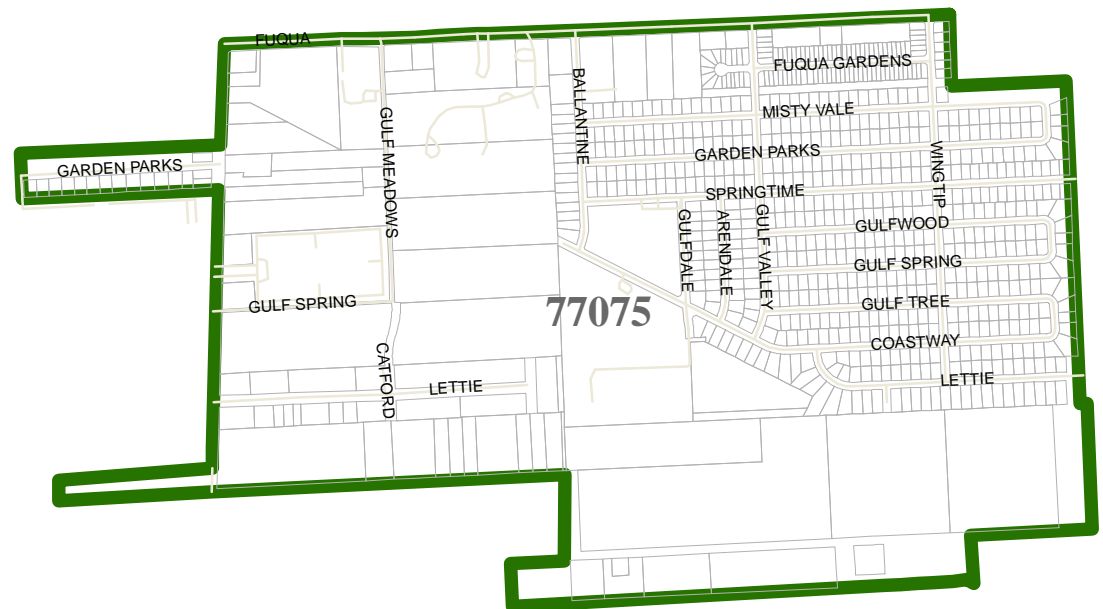 FUQUA
FUQUA GARDENS
BALLANTINE
MISTY VALE
GULF MEADOWS
GARDEN PARKS
GARDEN PARKS
WINGTIP
SPRINGTIME
GULFDALE
ARENDALE
GULF VALLEY
GULFWOOD
GULF SPRING
GULF SPRING
77075
GULF TREE
COASTWAY
CATFORD
LETTIE
LETTIE